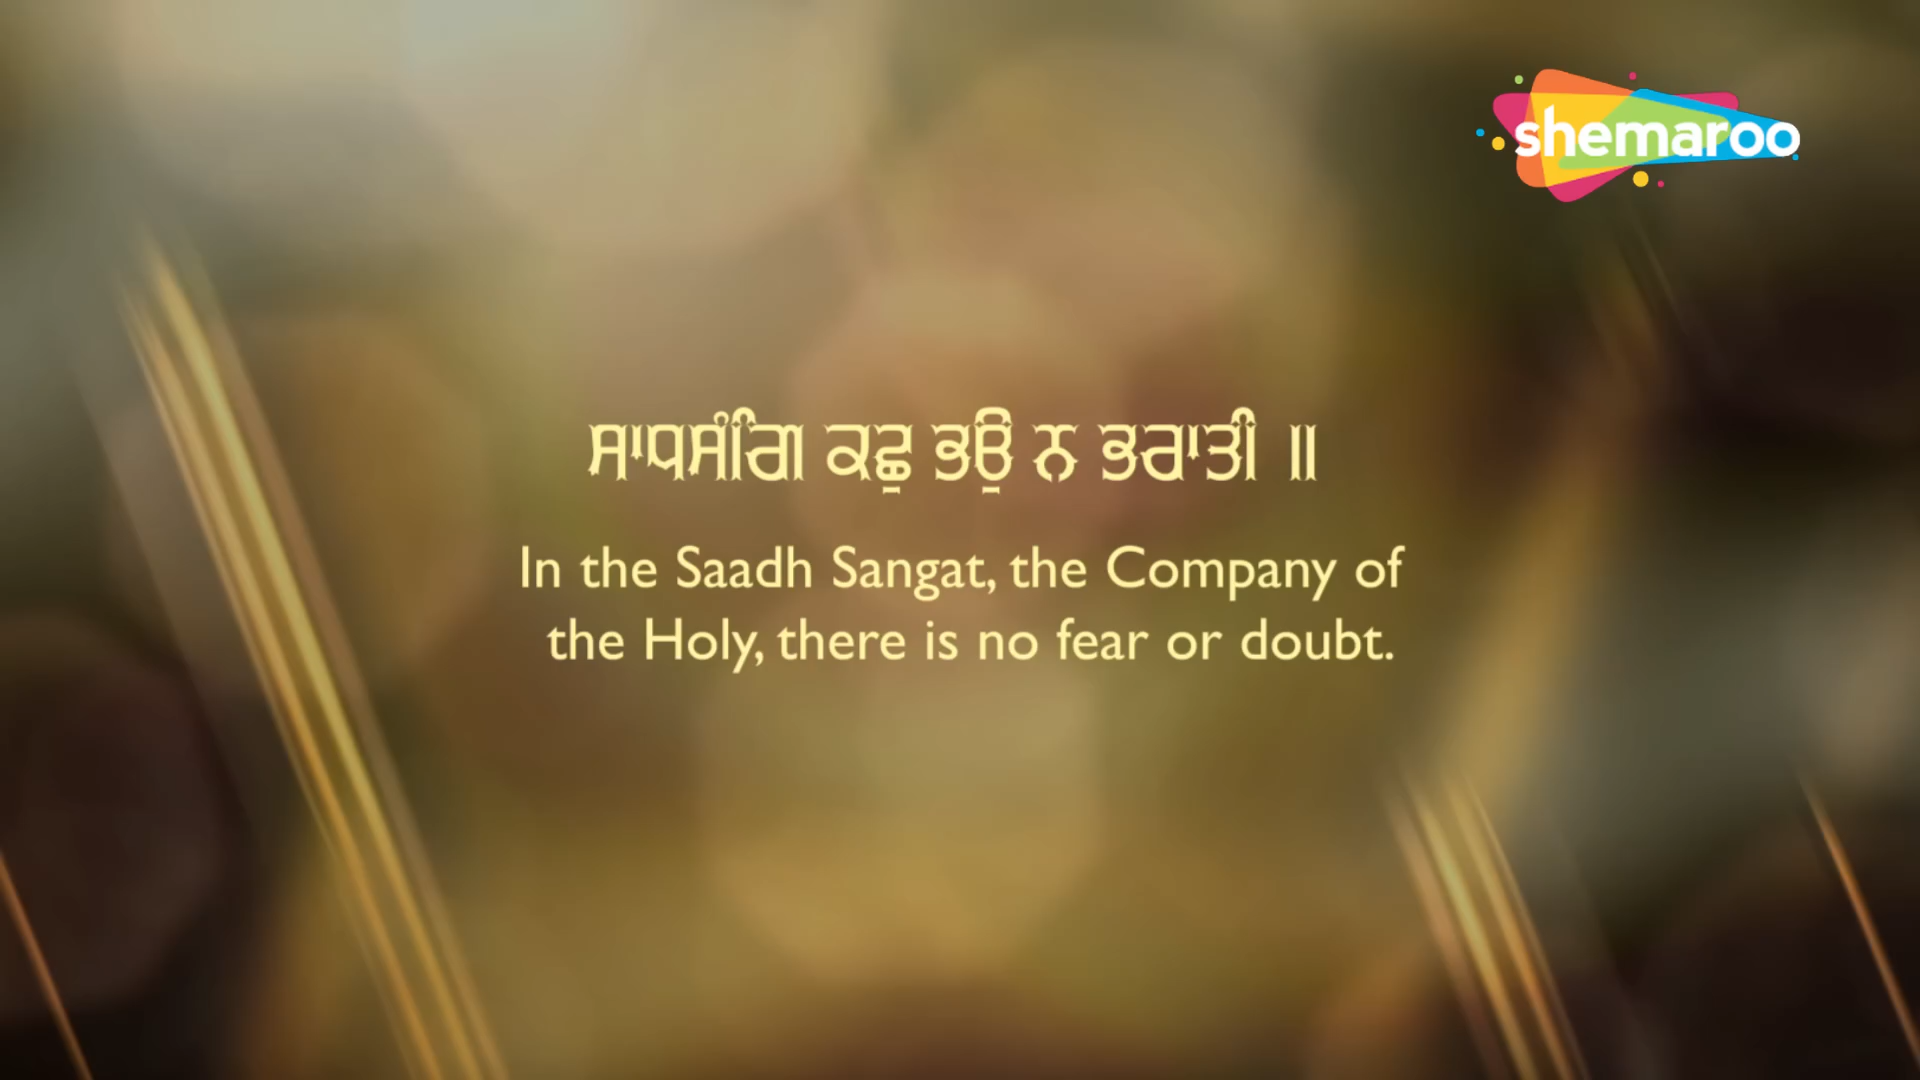 shemaroo
ਸਾਧਸੰਗਿ ਕਛੁ ਭਉ ਨ ਭਰਾਤੀ ॥
In the Saadh Sangat, the Company of
the Holy, there is no fear or doubt.